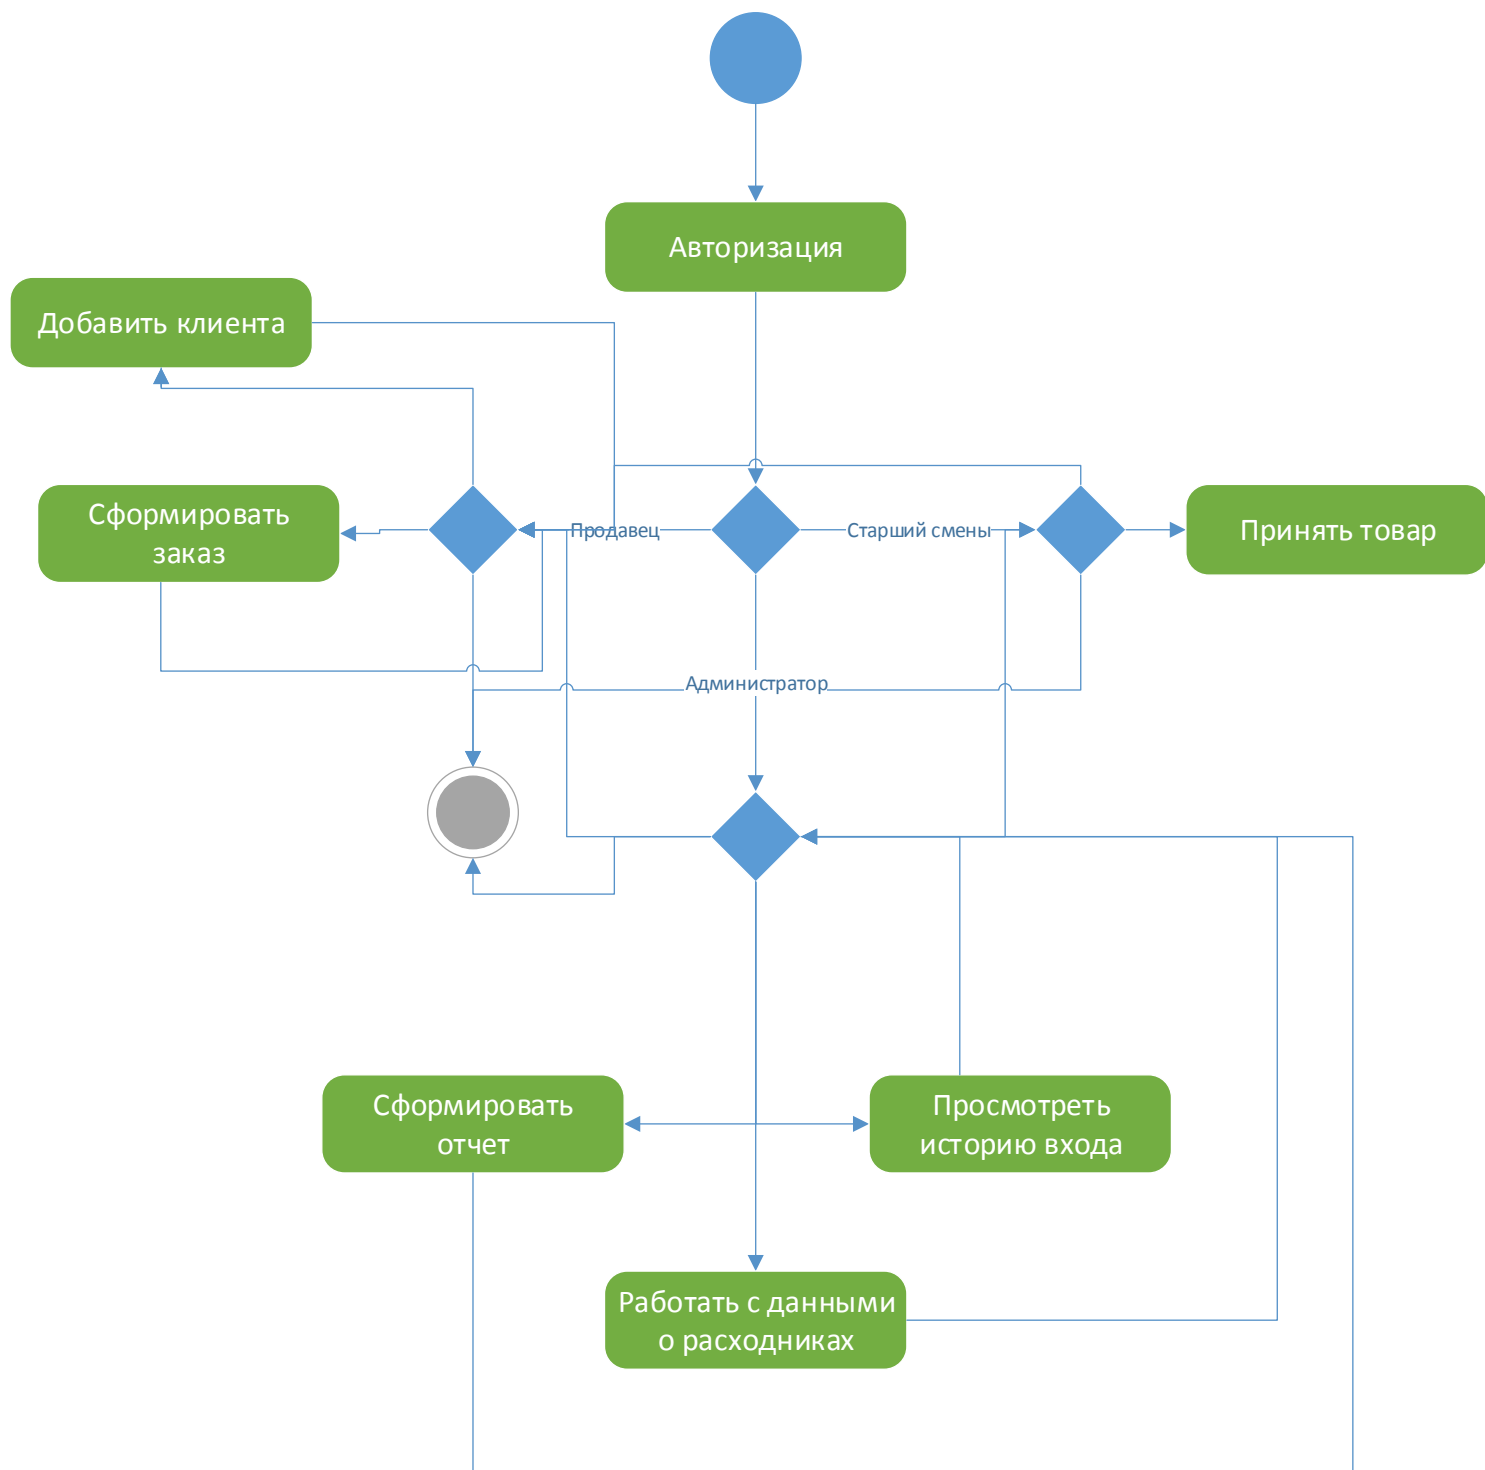 Авторизация
Добавить клиента
Сформировать
заказ
Продавец
Старший смены
Принять товар
Администратор
Сформировать
отчет
Просмотреть
историю входа
Работать с данными
о расходниках